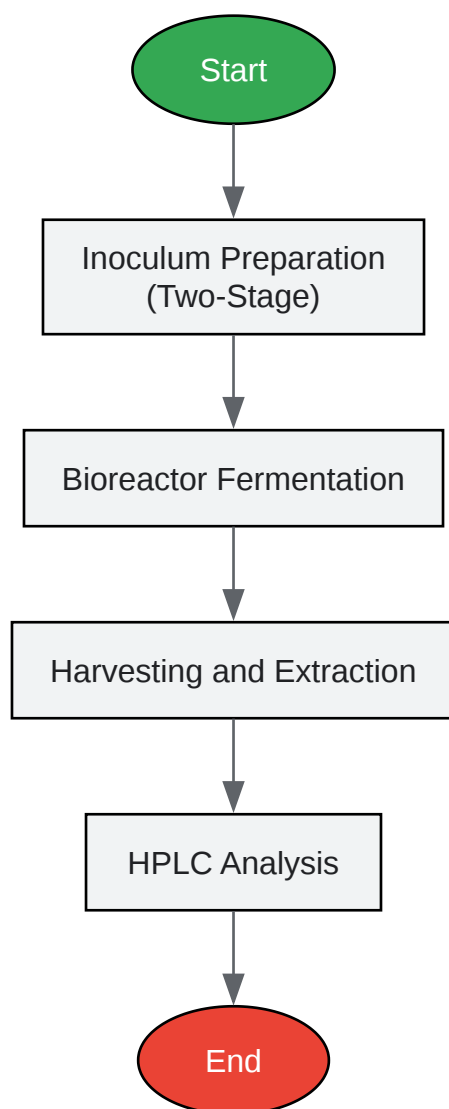 Start
Inoculum Preparation
(Two-Stage)
Bioreactor Fermentation
Harvesting and Extraction
HPLC Analysis
End